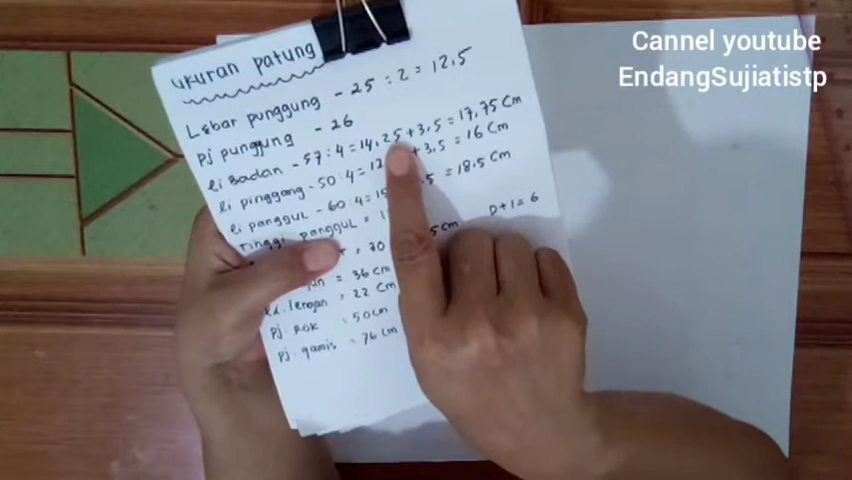 Cannel youtube
EndangSujiatistp
ukuran patung
Lebar punggung - 25 : 2 = 12,5
Pj punggung - 26
li Badan - 57 : 4 = 14,25 + 3,5 = 17,75 cm
li pinggang - 50 : 4 = 12 + 3,5 = 16 cm
li panggul - 60 : 4 = 15 ,5 = 18,5 cm
Tinggi panggul =
= 30 5 cm D + 1 = 6
= 36 cm
Ld. lengan = 22 cm
Pj. ROK = 50 cm
Pj. gamis = 76 cm